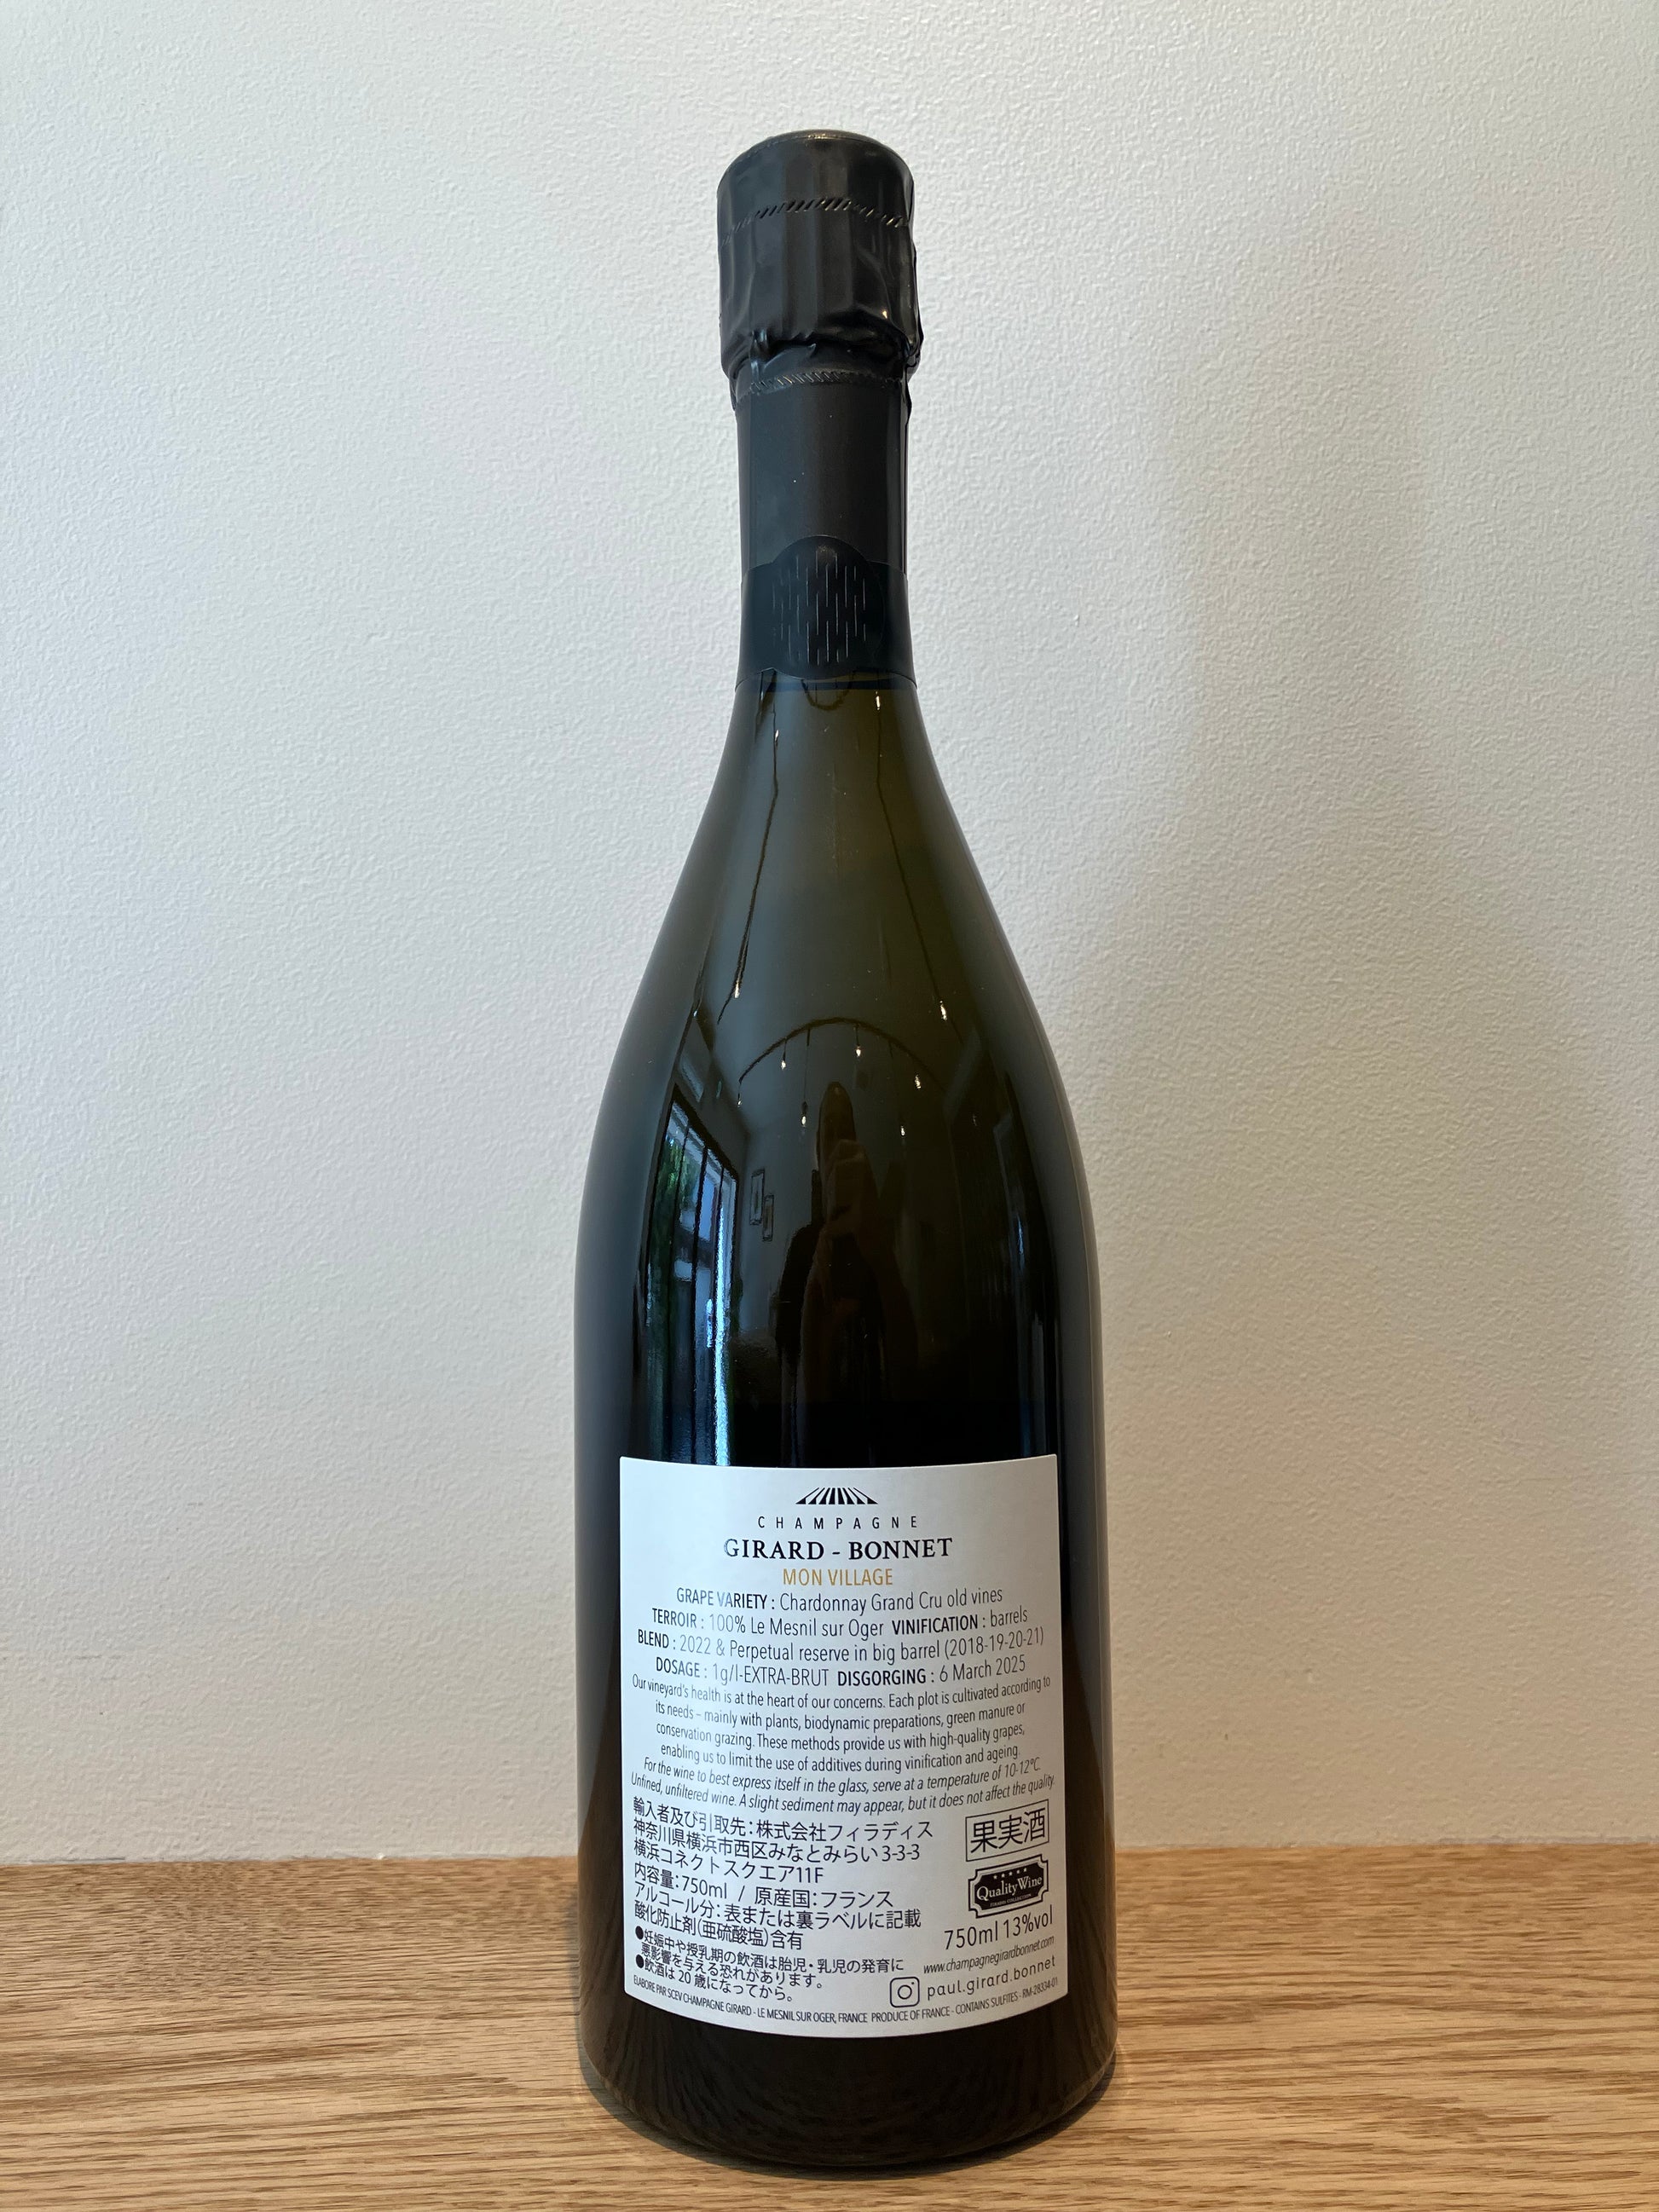 CHAMPAGNE
GIRARD - BONNET
MON VILLAGE
GRAPE VARIETY : Chardonnay Grand Cru old vines
TERROIR : 100% Le Mesnil sur Oger VINIFICATION : barrels
BLEND : 2022 & Perpetual reserve in big barrel (2018-19-20-21)
DOSAGE : 1g/l-EXTRA-BRUT DISGORGING : 6 March 2025
Our vineyard's health is at the heart of our concerns. Each plot is cultivated according to
its needs – mainly with plants, biodynamic preparations, green manure or
conservation grazing. These methods provide us with high-quality grapes,
enabling us to limit the use of additives during vinification and ageing.
For the wine to best express itself in the glass, serve at a temperature of 10-12°C.
Unfined, unfiltered wine. A slight sediment may appear, but it does not affect the quality.
輸入者及び引取先：株式会社フィラディス
神奈川県横浜市西区みなとみらい3-3-3
横浜コネクトスクエア11F
内容量：750ml / 原産国：フランス
アルコール分：表または裏ラベルに記載
酸化防止剤（亜硫酸塩）含有
●妊娠中や授乳期の飲酒は胎児・乳児の発育に
悪影響を与える恐れがあります。
●飲酒は20歳になってから。
果実酒
Quality Wine
750ml 13%vol
www.champagnegirardbonnet.com
paul.girard.bonnet
ELABORE PAR SCEV CHAMPAGNE GIRARD - LE MESNIL SUR OGER, FRANCE PRODUCE OF FRANCE - CONTAINS SULFITES - RM-28334-01